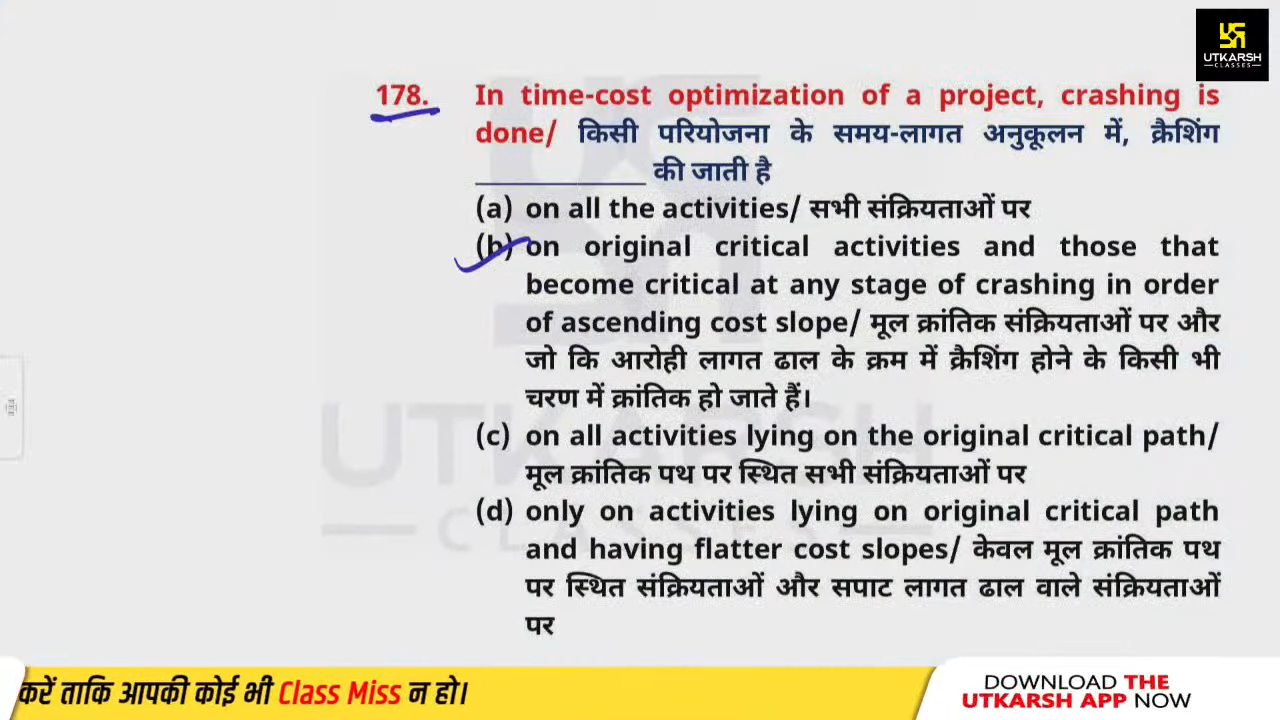 UTKARSH
CLASSES
178. In time-cost optimization of a project, crashing is
done/ किसी परियोजना के समय-लागत अनुकूलन में, क्रैशिंग
____________ की जाती है
(a) on all the activities/ सभी संक्रियताओं पर
(b) on original critical activities and those that
become critical at any stage of crashing in order
of ascending cost slope/ मूल क्रांतिक संक्रियताओं पर और
जो कि आरोही लागत ढाल के क्रम में क्रैशिंग होने के किसी भी
चरण में क्रांतिक हो जाते हैं।
(c) on all activities lying on the original critical path/
मूल क्रांतिक पथ पर स्थित सभी संक्रियताओं पर
(d) only on activities lying on original critical path
and having flatter cost slopes/ केवल मूल क्रांतिक पथ
पर स्थित संक्रियताओं और सपाट लागत ढाल वाले संक्रियताओं
पर
UTKARSH
CLASSES
करें ताकि आपकी कोई भी Class Miss न हो।
DOWNLOAD THE
UTKARSH APP NOW